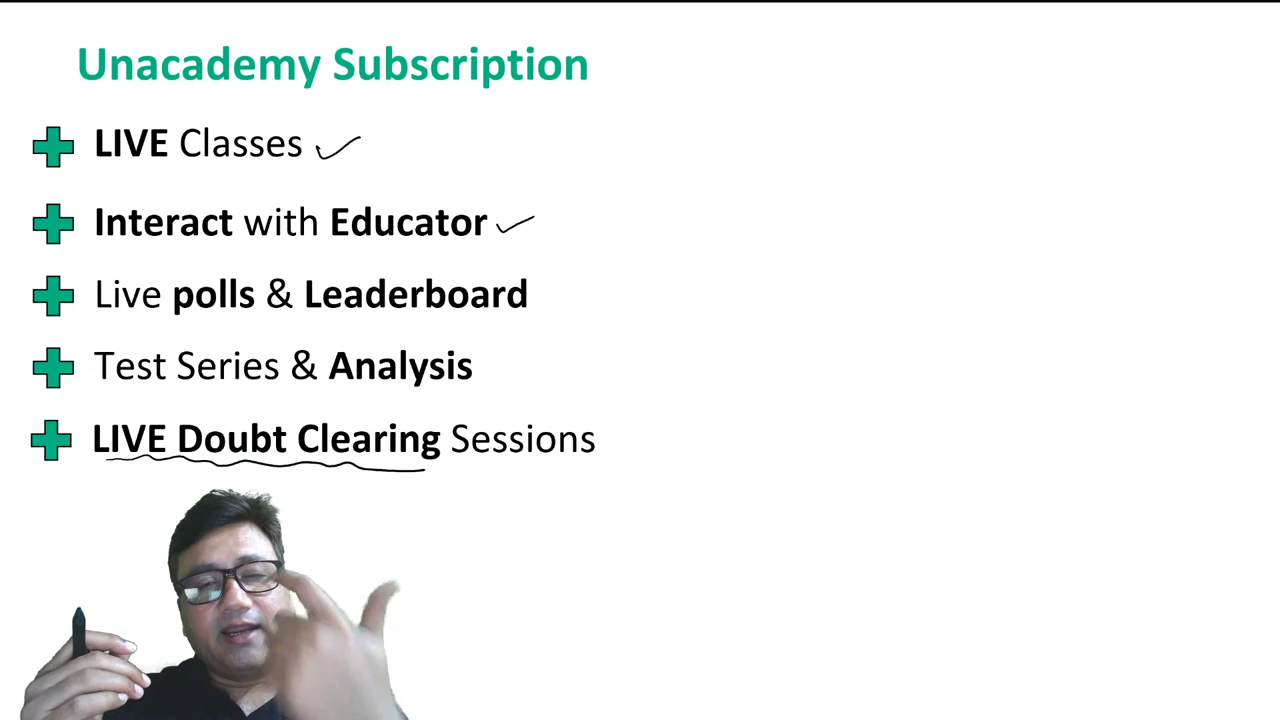 Unacademy Subscription
LIVE Classes
Interact with Educator
Live polls & Leaderboard
Test Series & Analysis
LIVE Doubt Clearing Sessions